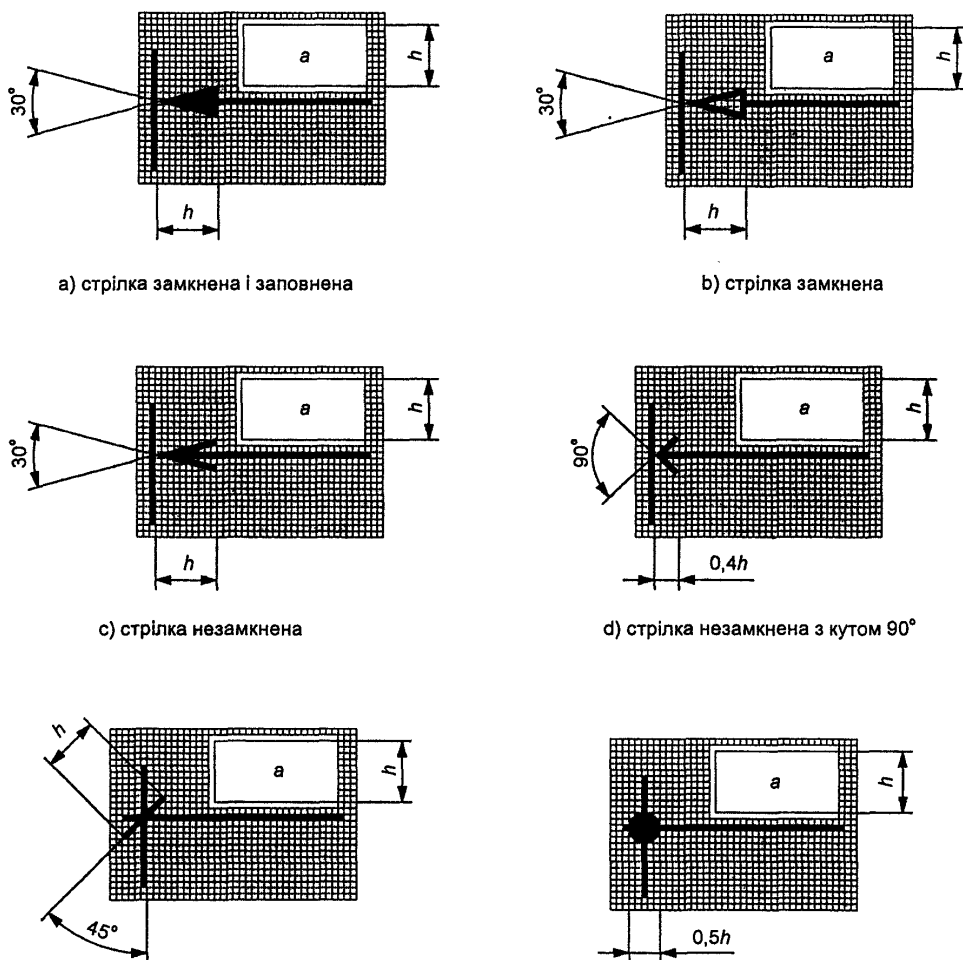 a
h
30°
h
a
h
30°
h
a) стрілка замкнена і заповнена
b) стрілка замкнена
a
h
30°
h
a
h
90°
0,4h
c) стрілка незамкнена
d) стрілка незамкнена з кутом 90°
h
a
h
45°
a
h
0,5h